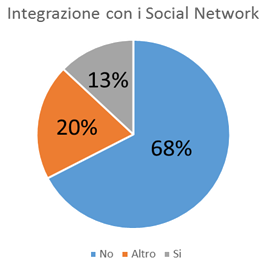 Integrazione con i Social Network
13%
20%
68%
No Altro Si